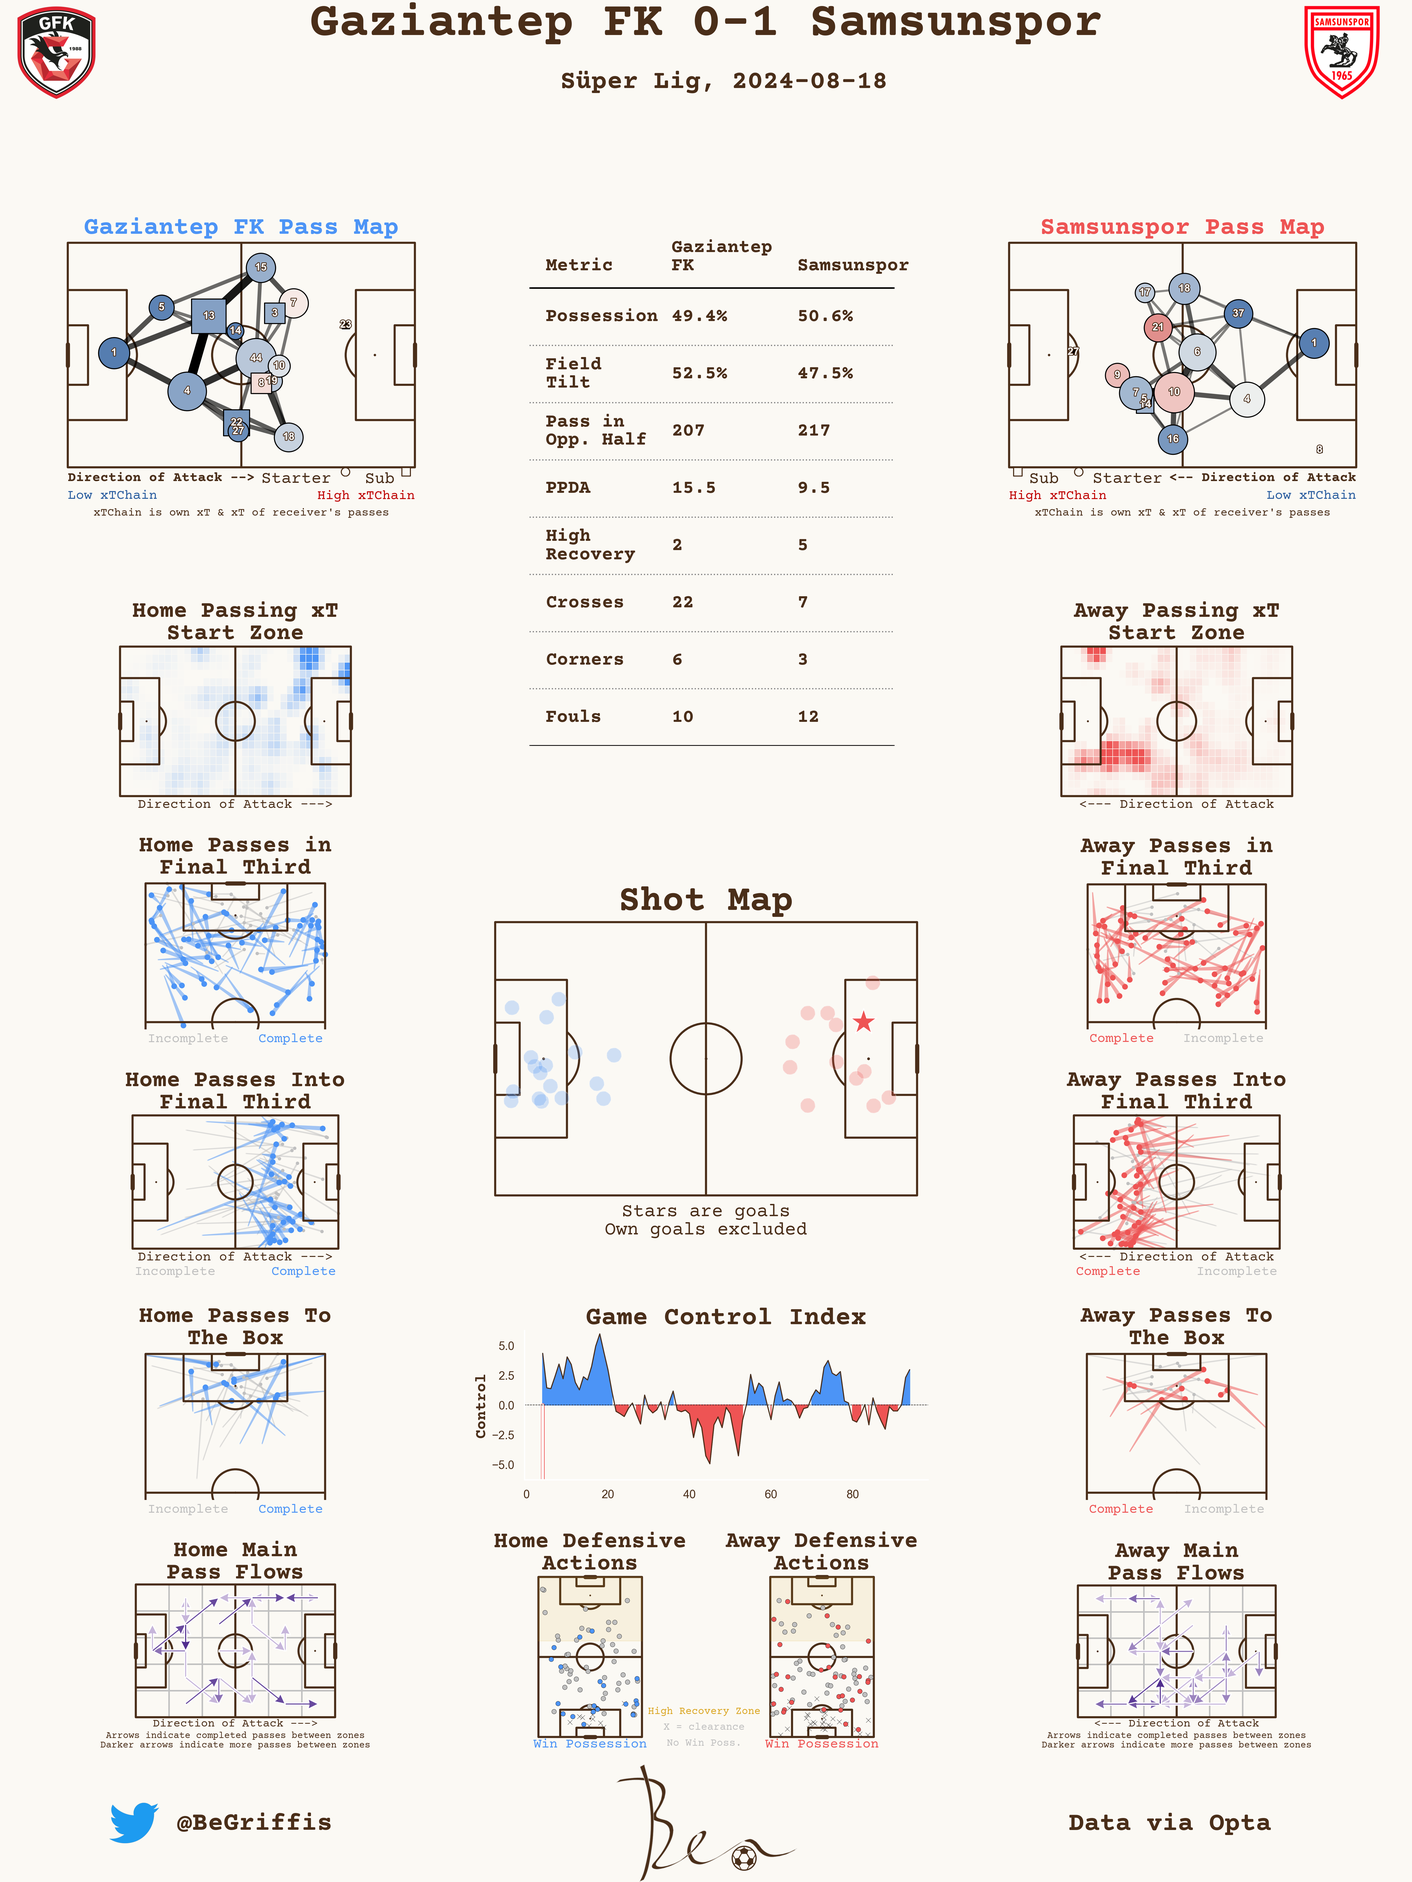 Gaziantep FK 0-1 Samsunspor
Süper Lig, 2024-08-18
GFK
1988
SAMSUNSPOR
1965
Gaziantep FK Pass Map
15
5
13
7
3
14
23
1
44
10
8
19
4
22
27
18
Direction of Attack --> Starter Sub
Low xTChain High xTChain
xTChain is own xT & xT of receiver's passes
Metric Gaziantep FK Samsunspor
Possession 49.4% 50.6%
Field Tilt 52.5% 47.5%
Pass in Opp. Half 207 217
PPDA 15.5 9.5
High Recovery 2 5
Crosses 22 7
Corners 6 3
Fouls 10 12
Samsunspor Pass Map
17
18
37
21
1
6
27
9
7
5
14
10
4
16
8
Sub Starter <-- Direction of Attack
High xTChain Low xTChain
xTChain is own xT & xT of receiver's passes
Home Passing xT
Start Zone
Direction of Attack --->
Away Passing xT
Start Zone
<--- Direction of Attack
Home Passes in
Final Third
Incomplete Complete
Away Passes in
Final Third
Complete Incomplete
Shot Map
Stars are goals
Own goals excluded
Home Passes Into
Final Third
Direction of Attack --->
Incomplete Complete
Away Passes Into
Final Third
<--- Direction of Attack
Complete Incomplete
Home Passes To
The Box
Incomplete Complete
Game Control Index
Control
5.0
2.5
0.0
−2.5
−5.0
0 20 40 60 80
Away Passes To
The Box
Complete Incomplete
Home Main
Pass Flows
Direction of Attack --->
Arrows indicate completed passes between zones
Darker arrows indicate more passes between zones
Home Defensive
Actions
Win Possession
Away Defensive
Actions
Win Possession
High Recovery Zone
X = clearance
No Win Poss.
Away Main
Pass Flows
<--- Direction of Attack
Arrows indicate completed passes between zones
Darker arrows indicate more passes between zones
@BeGriffis
Ben
Data via Opta